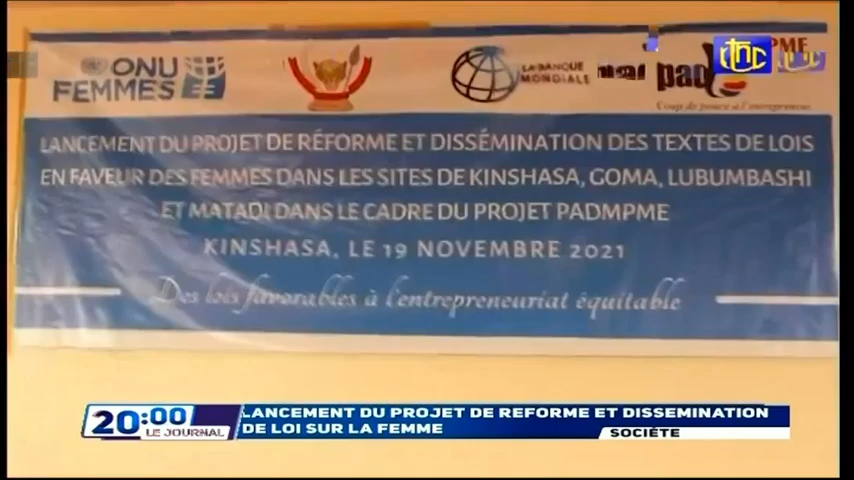 ONU
FEMMES
LA BANQUE
MONDIALE
PME
rtnc
Coup de pouce à l'entrepreneur
LANCEMENT DU PROJET DE RÉFORME ET DISSÉMINATION DES TEXTES DE LOIS
EN FAVEUR DES FEMMES DANS LES SITES DE KINSHASA, GOMA, LUBUMBASHI
ET MATADI DANS LE CADRE DU PROJET PADMPME
KINSHASA, LE 19 NOVEMBRE 2021
Des lois favorables à l'entrepreneuriat équitable
20:00
LE JOURNAL
LANCEMENT DU PROJET DE REFORME ET DISSEMINATION
DE LOI SUR LA FEMME
SOCIÉTE